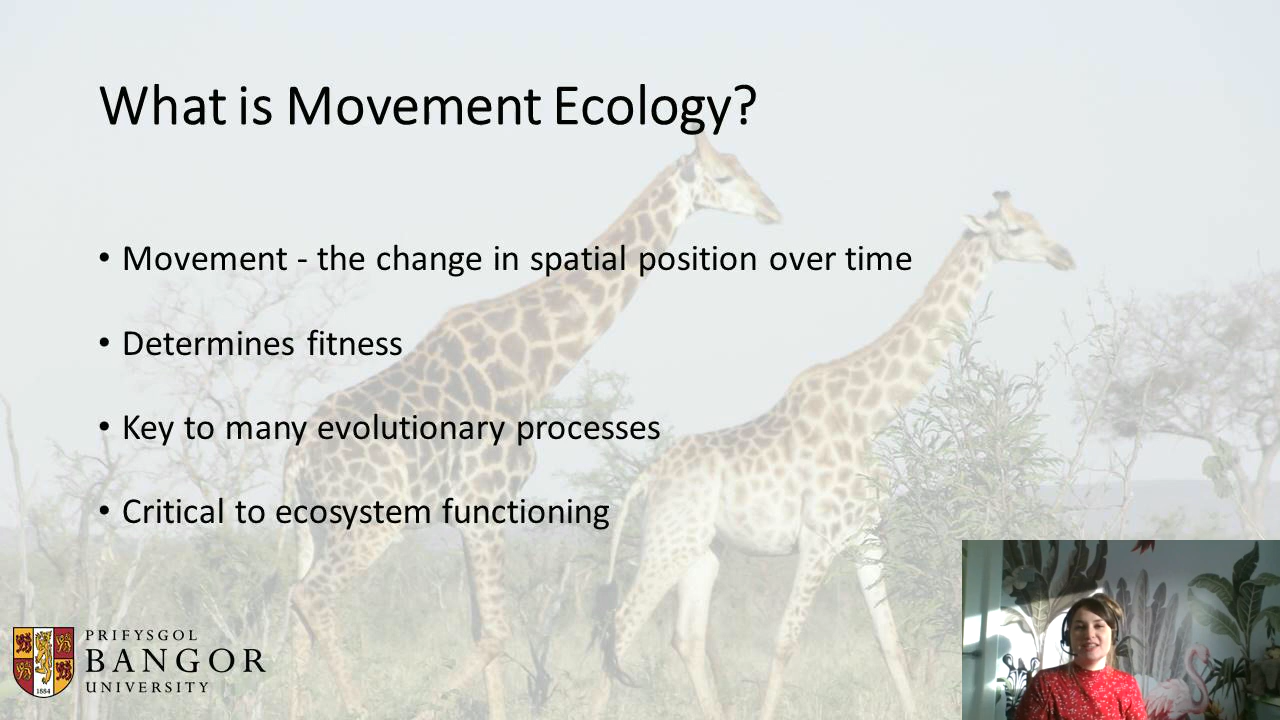 What is Movement Ecology?
• Movement - the change in spatial position over time
• Determines fitness
• Key to many evolutionary processes
• Critical to ecosystem functioning
PRIFYSGOL
BANGOR
UNIVERSITY
1884